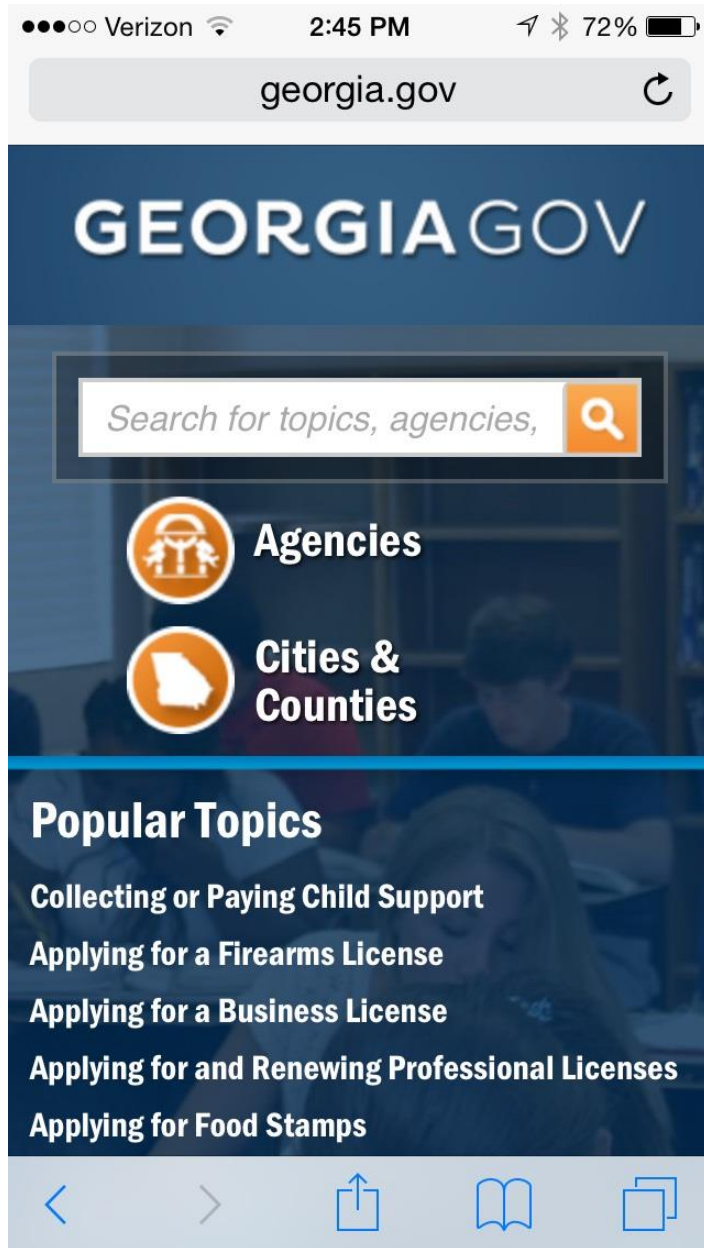 Verizon 2:45 PM 72%
georgia.gov
GEORGIAGOV
Search for topics, agencies,
Agencies
Cities &
Counties
Popular Topics
Collecting or Paying Child Support
Applying for a Firearms License
Applying for a Business License
Applying for and Renewing Professional Licenses
Applying for Food Stamps